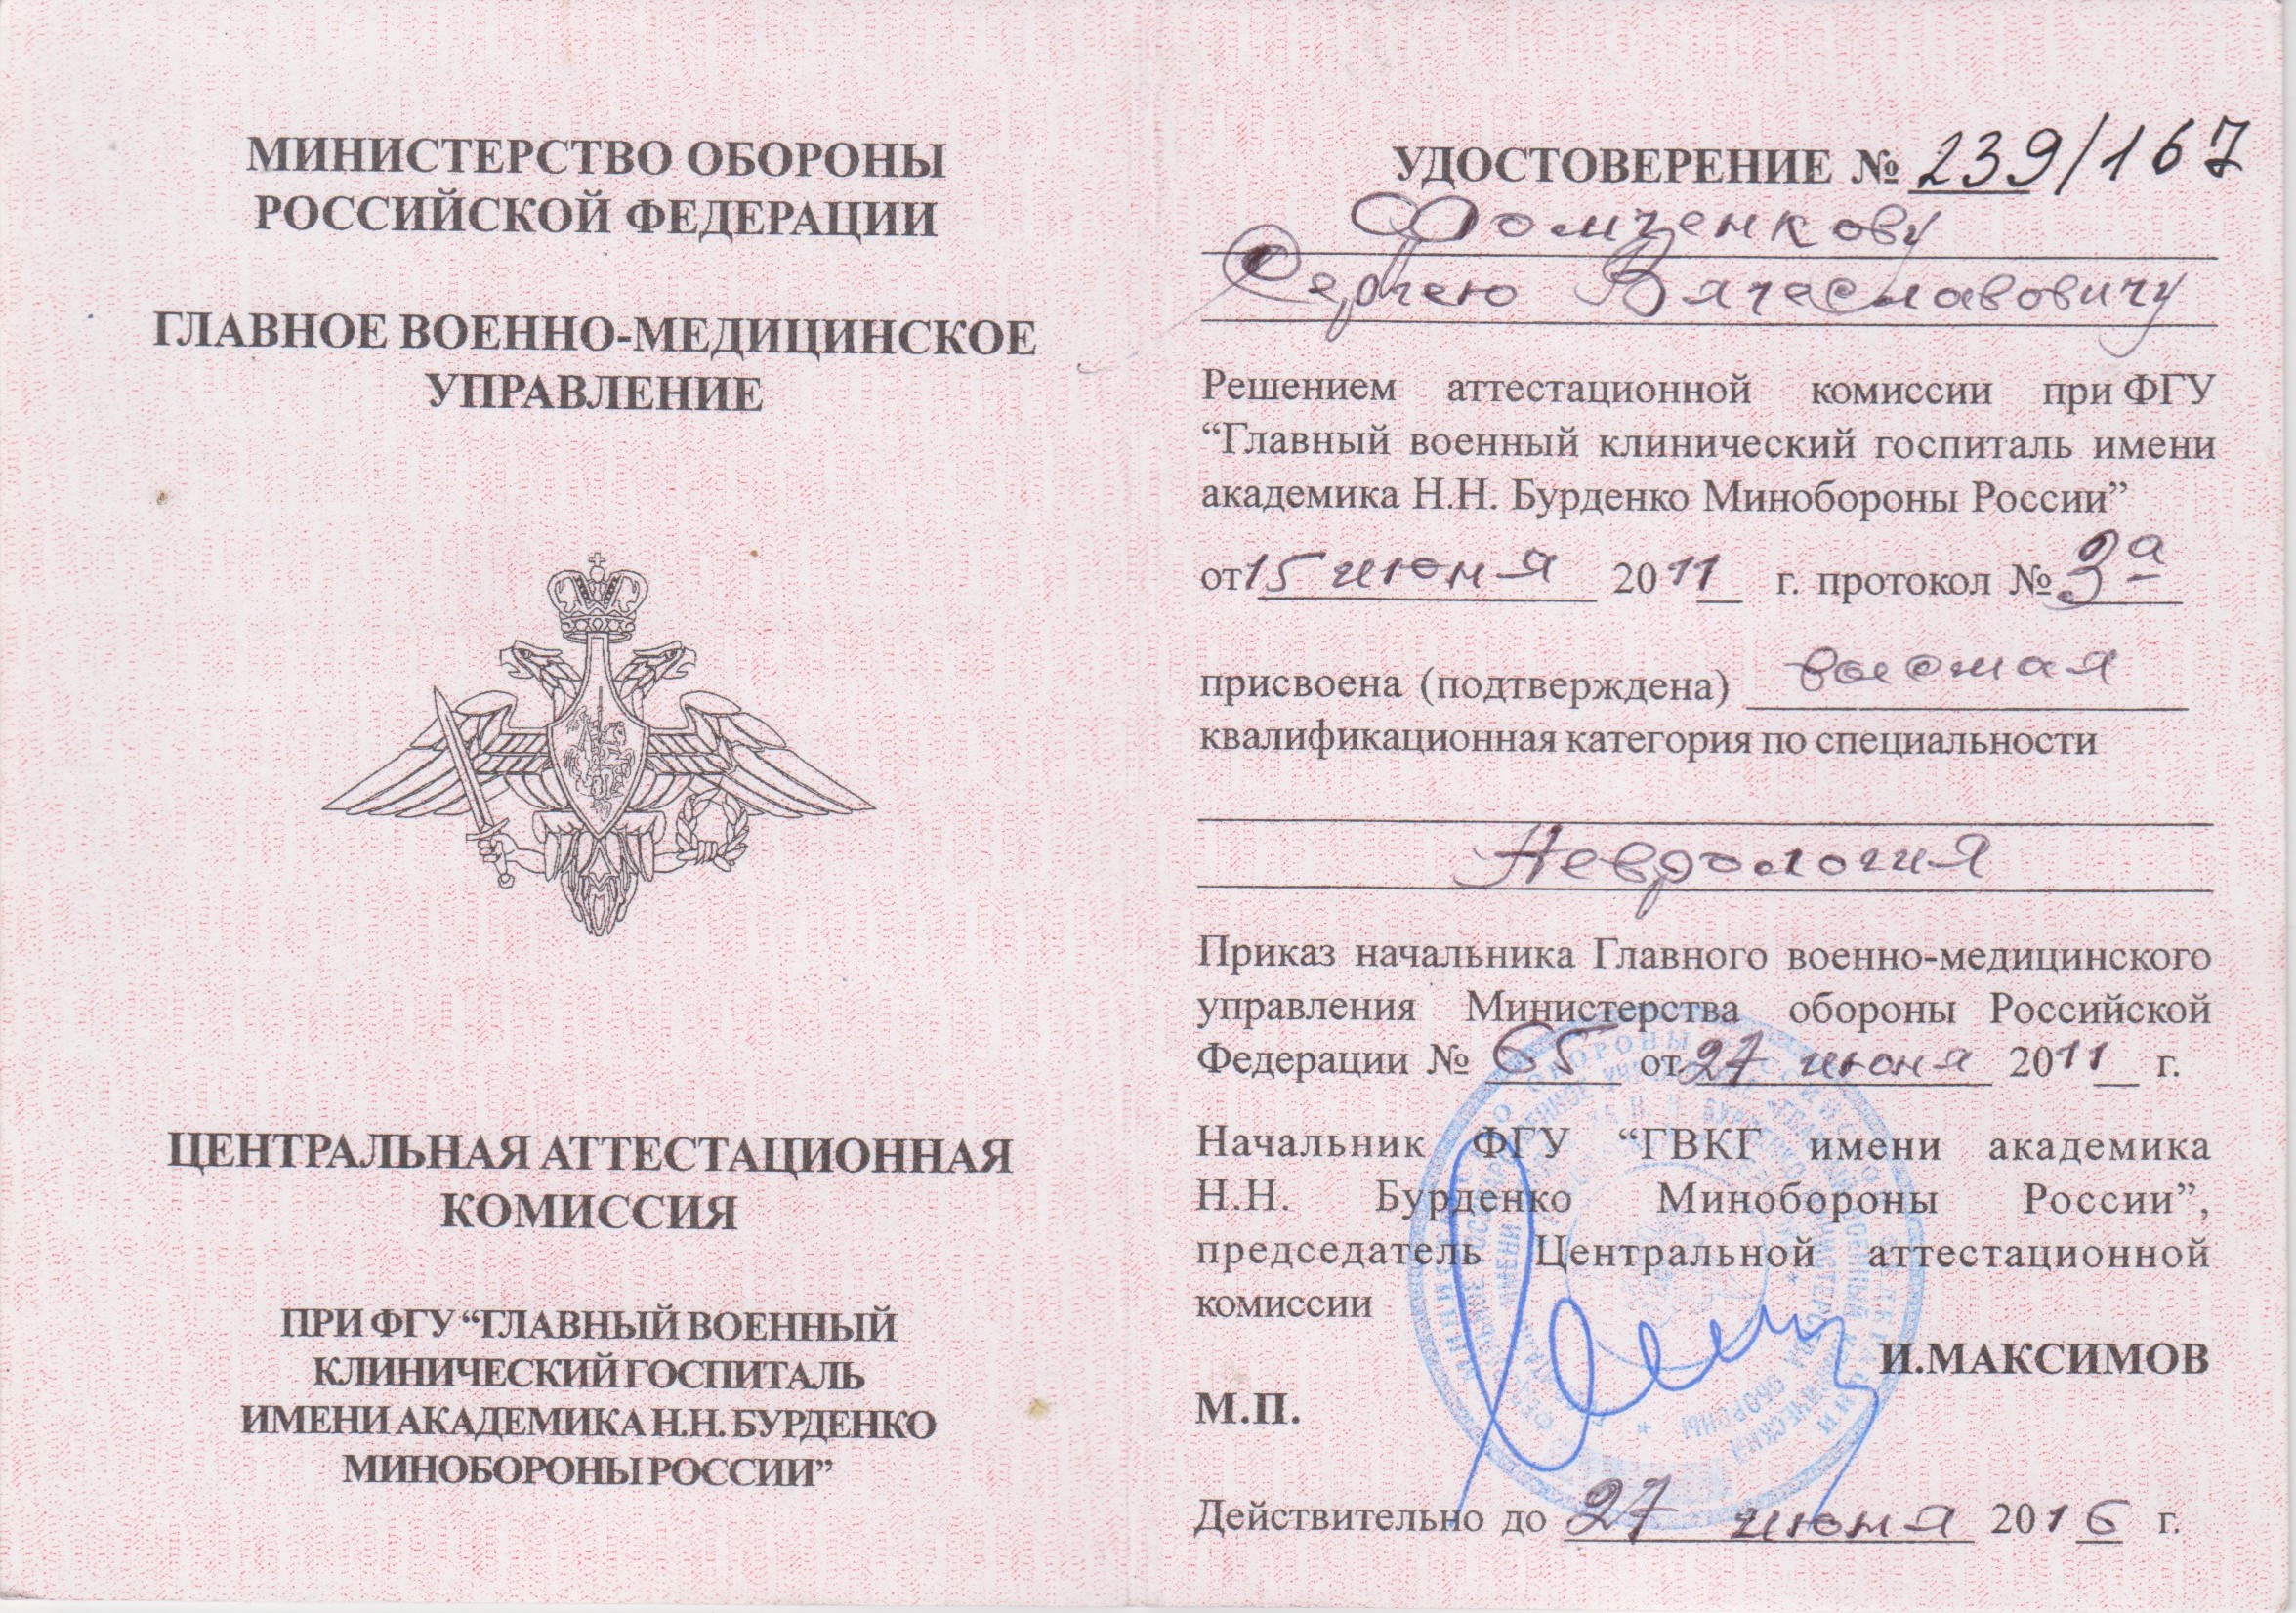 МИНИСТЕРСТВО ОБОРОНЫ
РОССИЙСКОЙ ФЕДЕРАЦИИ
ГЛАВНОЕ ВОЕННО-МЕДИЦИНСКОЕ
УПРАВЛЕНИЕ
ЦЕНТРАЛЬНАЯ АТТЕСТАЦИОННАЯ
КОМИССИЯ
ПРИ ФГУ “ГЛАВНЫЙ ВОЕННЫЙ
КЛИНИЧЕСКИЙ ГОСПИТАЛЬ
ИМЕНИ АКАДЕМИКА Н.Н. БУРДЕНКО
МИНОБОРОНЫ РОССИИ”
УДОСТОВЕРЕНИЕ № 239/167
Фомченкову
Сергею Вячеславовичу
Решением аттестационной комиссии при ФГУ
“Главный военный клинический госпиталь имени
академика Н.Н. Бурденко Минобороны России”
от 15 июня 2011 г. протокол № 3а
присвоена (подтверждена) высшая
квалификационная категория по специальности
Неврология
Приказ начальника Главного военно-медицинского
управления Министерства обороны Российской
Федерации № 65 от 27 июня 2011 г.
Начальник ФГУ “ГВКГ имени академика
Н.Н. Бурденко Минобороны России”,
председатель Центральной аттестационной
комиссии
И.МАКСИМОВ
М.П.
Действительно до 27 июня 2016 г.